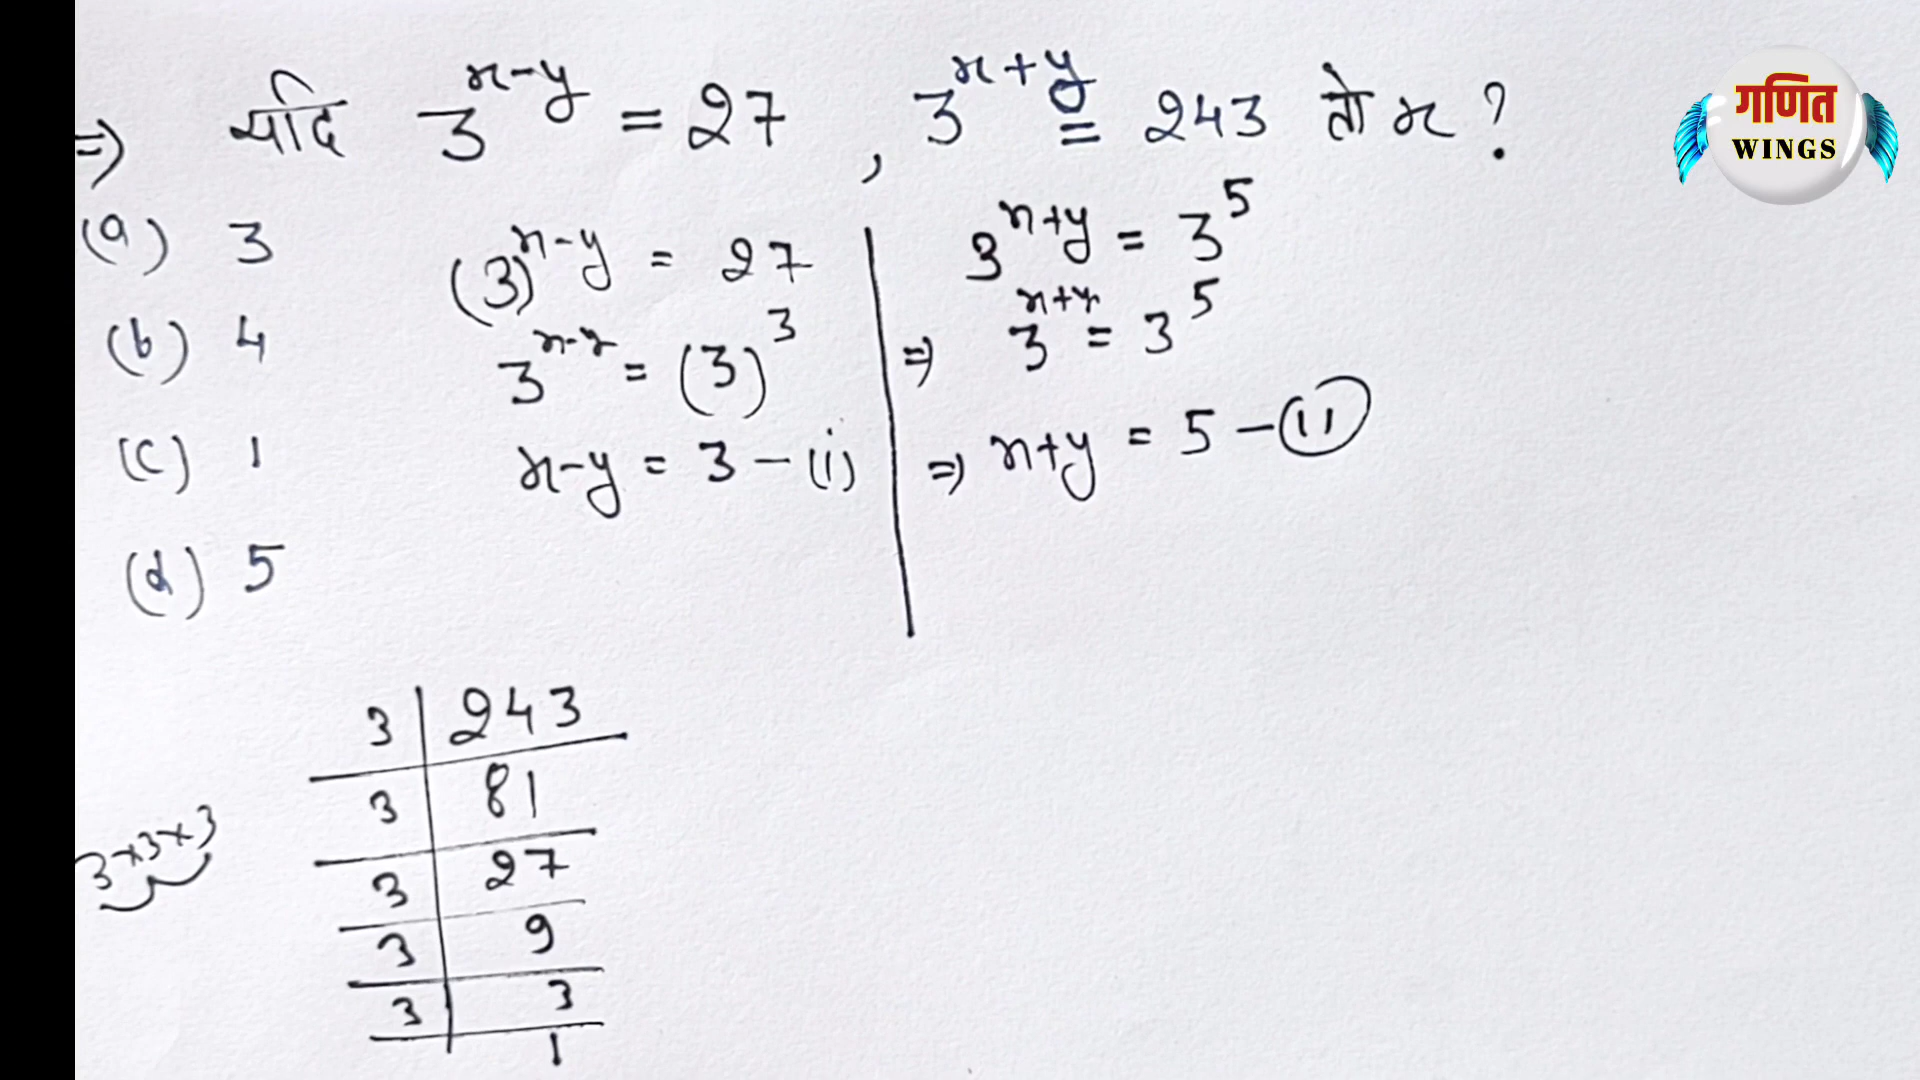 => यदि 3^{x-y} = 27 , 3^{x+y} = 243 तो x ?
(a) 3
(b) 4
(c) 1
(d) 5
(3)^{x-y} = 27
3^{x-y} = (3)^3
x-y = 3 - (i)
3^{x+y} = 3^5
=> 3^{x+y} = 3^5
=> x+y = 5 - (ii)
3 | 243
3 | 81
3 | 27
3 | 9
3 | 3
1
3×3×3
गणित
WINGS